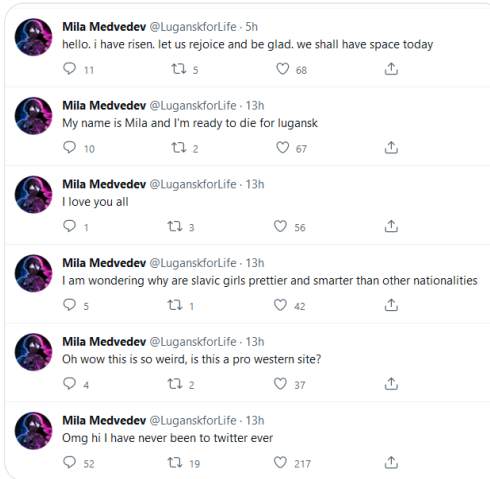 Mila Medvedev @LuganskforLife · 5h
hello. i have risen. let us rejoice and be glad. we shall have space today
11 5 68
Mila Medvedev @LuganskforLife · 13h
My name is Mila and I'm ready to die for lugansk
10 2 67
Mila Medvedev @LuganskforLife · 13h
I love you all
1 3 56
Mila Medvedev @LuganskforLife · 13h
I am wondering why are slavic girls prettier and smarter than other nationalities
5 1 42
Mila Medvedev @LuganskforLife · 13h
Oh wow this is so weird, is this a pro western site?
4 2 37
Mila Medvedev @LuganskforLife · 13h
Omg hi I have never been to twitter ever
52 19 217